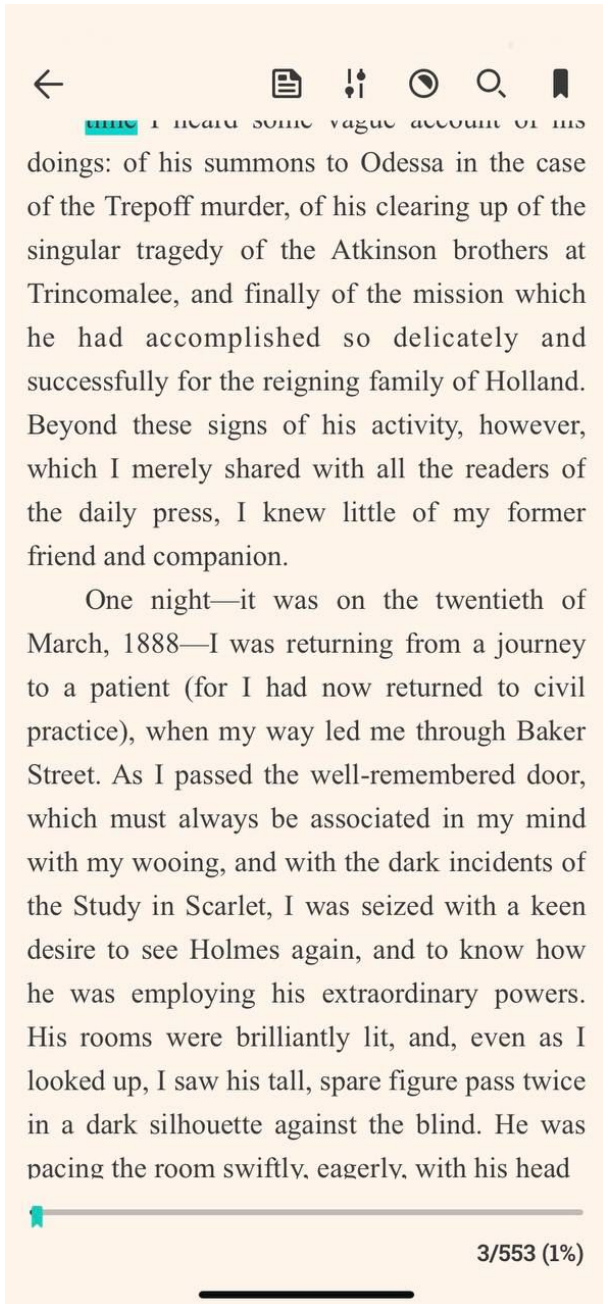 time I heard some vague account of his
doings: of his summons to Odessa in the case
of the Trepoff murder, of his clearing up of the
singular tragedy of the Atkinson brothers at
Trincomalee, and finally of the mission which
he had accomplished so delicately and
successfully for the reigning family of Holland.
Beyond these signs of his activity, however,
which I merely shared with all the readers of
the daily press, I knew little of my former
friend and companion.
One night—it was on the twentieth of
March, 1888—I was returning from a journey
to a patient (for I had now returned to civil
practice), when my way led me through Baker
Street. As I passed the well-remembered door,
which must always be associated in my mind
with my wooing, and with the dark incidents of
the Study in Scarlet, I was seized with a keen
desire to see Holmes again, and to know how
he was employing his extraordinary powers.
His rooms were brilliantly lit, and, even as I
looked up, I saw his tall, spare figure pass twice
in a dark silhouette against the blind. He was
pacing the room swiftly, eagerly, with his head
3/553 (1%)